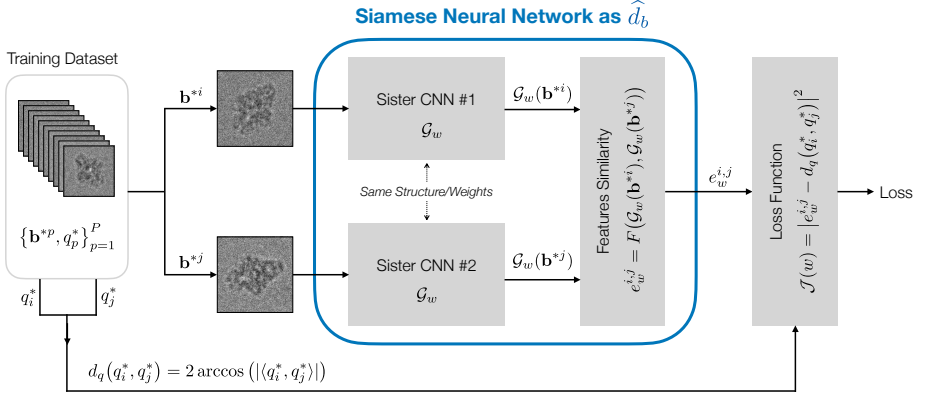 Siamese Neural Network as $\widehat{d_b}$
Training Dataset
$\{\mathbf{b}^{*p}, q_p^*\}_{p=1}^P$
$q_i^*$
$q_j^*$
$\mathbf{b}^{*i}$
$\mathbf{b}^{*j}$
Sister CNN #1
$\mathcal{G}_w$
Same Structure/Weights
Sister CNN #2
$\mathcal{G}_w$
$\mathcal{G}_w(\mathbf{b}^{*i})$
$\mathcal{G}_w(\mathbf{b}^{*j})$
Features Similarity
$e_w^{i,j} = F(\mathcal{G}_w(\mathbf{b}^{*i}), \mathcal{G}_w(\mathbf{b}^{*j}))$
$e_w^{i,j}$
Loss Function
$\mathcal{J}(w) = |e_w^{i,j} - d_q(q_i^*, q_j^*)|^2$
Loss
$d_q(q_i^*, q_j^*) = 2 \arccos(|\langle q_i^*, q_j^* \rangle|)$